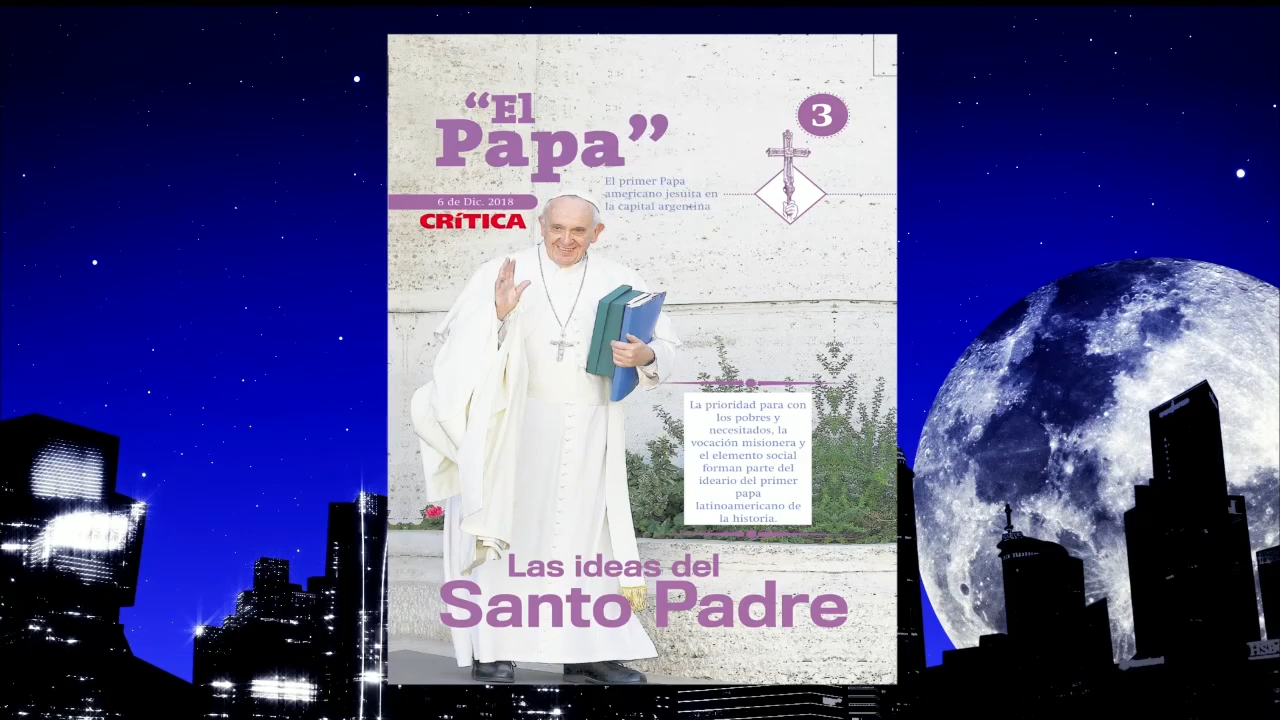 “El
Papa”
3
El primer Papa
americano jesuita en
la capital argentina
6 de Dic. 2018
CRíTICA
La prioridad para con
los pobres y
necesitados, la
vocación misionera y
el elemento social
forman parte del
ideario del primer
papa
latinoamericano de
la historia.
Las ideas del
Santo Padre
HSBC